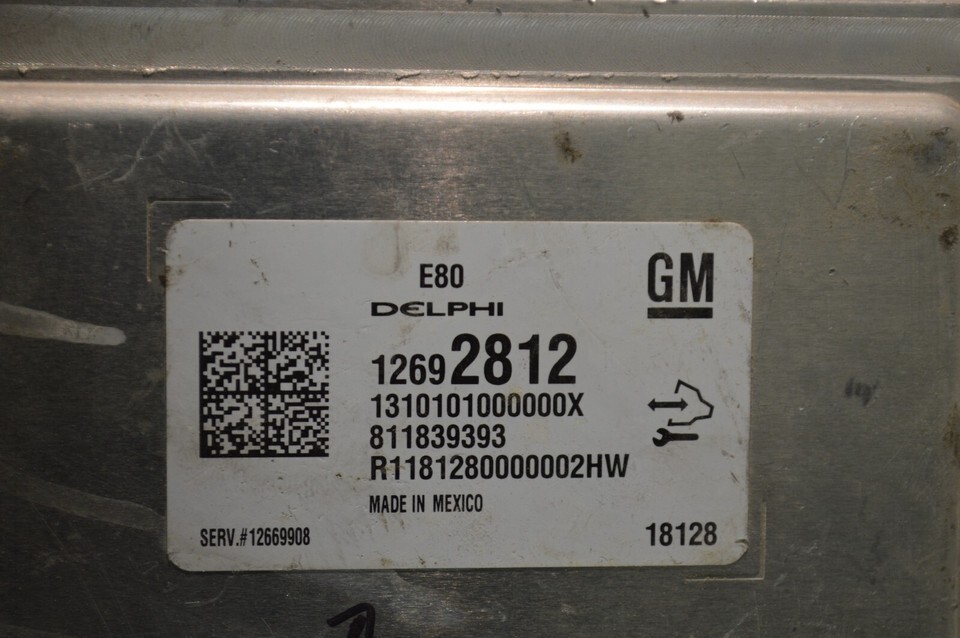 E80
GM
DELPHI
12692812
1310101000000X
811839393
R1181280000002HW
MADE IN MEXICO
SERV.#12669908
18128